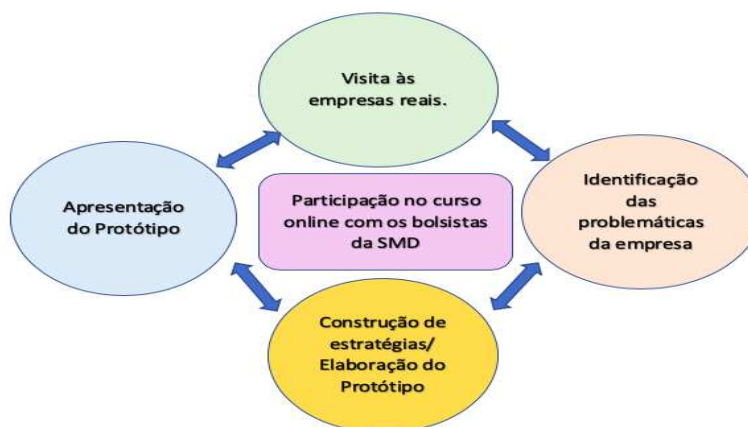 Visita às
empresas reais.
Apresentação
do Protótipo
Participação no curso
online com os bolsistas
da SMD
Identificação
das
problemáticas
da empresa
Construção de
estratégias/
Elaboração do
Protótipo